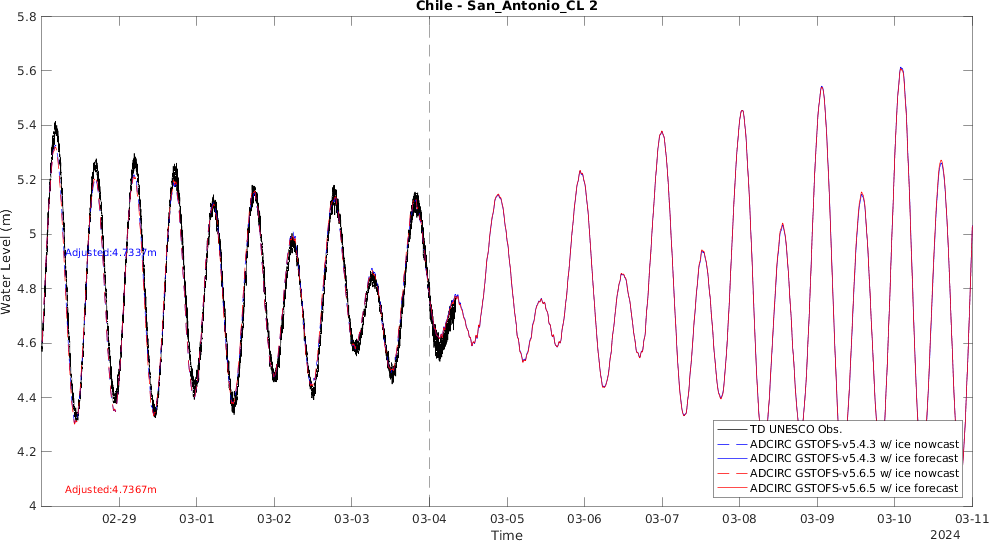 Chile - San_Antonio_CL 2
5.8
5.6
5.4
5.2
5
4.8
4.6
4.4
4.2
4
Water Level (m)
Adjusted:4.7337m
Adjusted:4.7367m
TD UNESCO Obs.
ADCIRC GSTOFS-v5.4.3 w/ ice nowcast
ADCIRC GSTOFS-v5.4.3 w/ ice forecast
ADCIRC GSTOFS-v5.6.5 w/ ice nowcast
ADCIRC GSTOFS-v5.6.5 w/ ice forecast
02-29 03-01 03-02 03-03 03-04 03-05 03-06 03-07 03-08 03-09 03-10 03-11
Time
2024